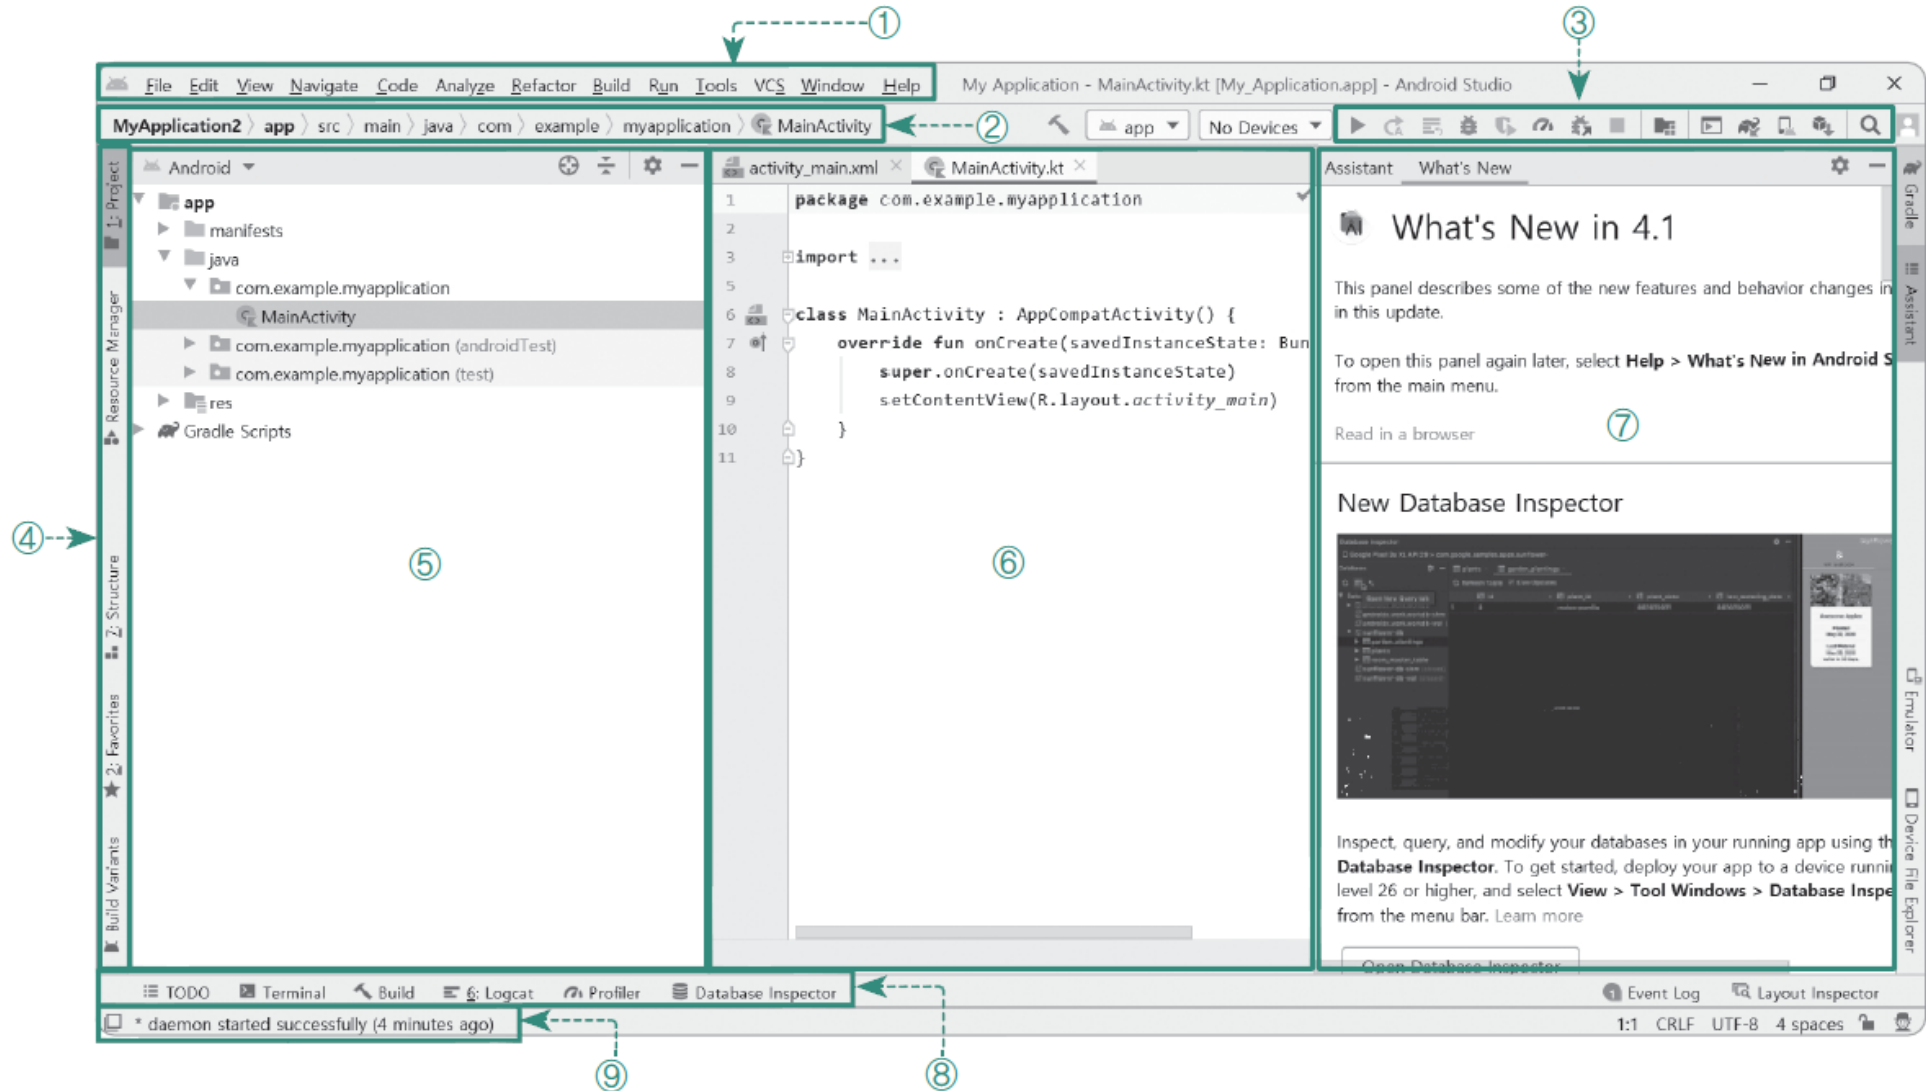 ① ③
File Edit View Navigate Code Analyze Refactor Build Run Tools VCS Window Help My Application - MainActivity.kt [My_Application.app] - Android Studio
MyApplication2 〉 app 〉 src 〉 main 〉 java 〉 com 〉 example 〉 myapplication 〉 MainActivity ② app No Devices
1: Project
Resource Manager
7: Structure
2: Favorites
Build Variants
④
Android
app
manifests
java
com.example.myapplication
MainActivity
com.example.myapplication (androidTest)
com.example.myapplication (test)
res
Gradle Scripts
⑤
activity_main.xml MainActivity.kt
1 package com.example.myapplication
2
3 import ...
5
6 class MainActivity : AppCompatActivity() {
7 override fun onCreate(savedInstanceState: Bun
8 super.onCreate(savedInstanceState)
9 setContentView(R.layout.activity_main)
10 }
11 }
⑥
Assistant What's New
What's New in 4.1
This panel describes some of the new features and behavior changes in
in this update.
To open this panel again later, select Help > What's New in Android S
from the main menu.
Read in a browser
⑦
New Database Inspector
Database Inspector
Inspect, query, and modify your databases in your running app using th
Database Inspector. To get started, deploy your app to a device runnin
level 26 or higher, and select View > Tool Windows > Database Inspe
from the menu bar. Learn more
Open Database Inspector
Gradle
Assistant
Emulator
Device File Explorer
TODO Terminal Build 6: Logcat Profiler Database Inspector Event Log Layout Inspector
* daemon started successfully (4 minutes ago) 1:1 CRLF UTF-8 4 spaces
⑨ ⑧